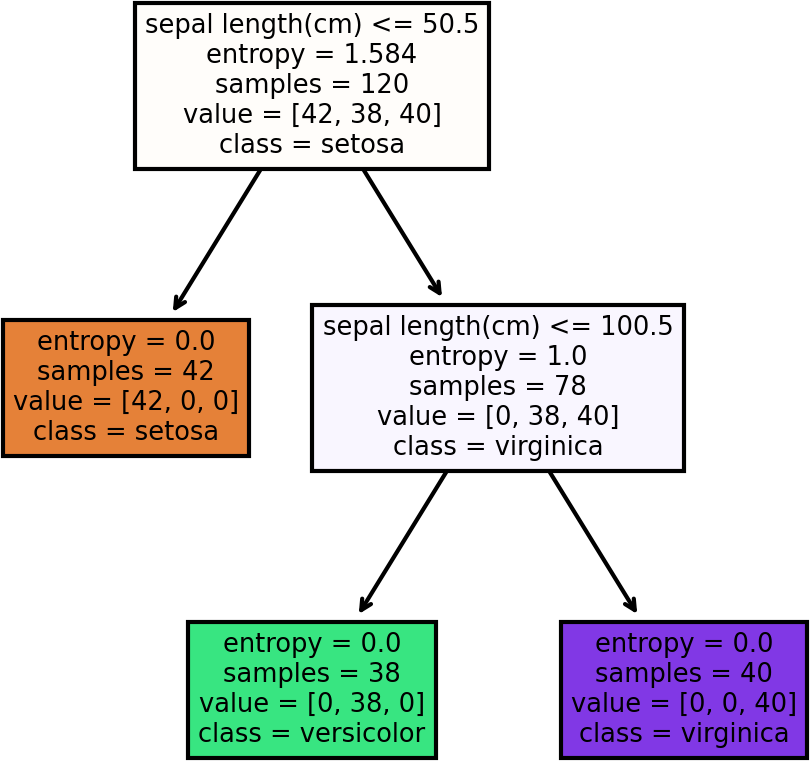 sepal length(cm) <= 50.5
entropy = 1.584
samples = 120
value = [42, 38, 40]
class = setosa
entropy = 0.0
samples = 42
value = [42, 0, 0]
class = setosa
sepal length(cm) <= 100.5
entropy = 1.0
samples = 78
value = [0, 38, 40]
class = virginica
entropy = 0.0
samples = 38
value = [0, 38, 0]
class = versicolor
entropy = 0.0
samples = 40
value = [0, 0, 40]
class = virginica